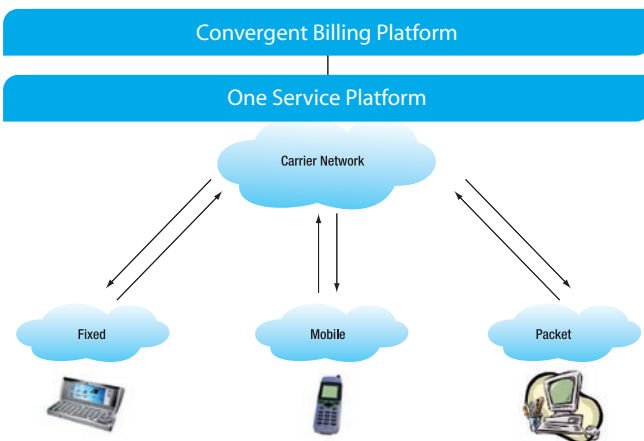 Convergent Billing Platform
One Service Platform
Carrier Network
Fixed
Mobile
Packet